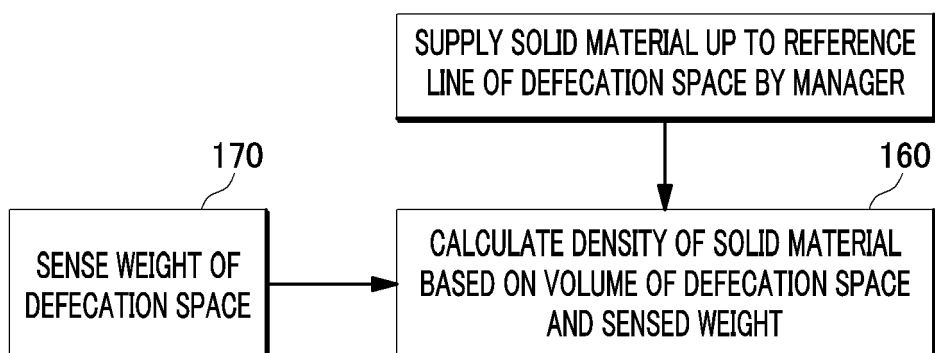 SUPPLY SOLID MATERIAL UP TO REFERENCE
LINE OF DEFECATION SPACE BY MANAGER
170
160
SENSE WEIGHT OF
DEFECATION SPACE
CALCULATE DENSITY OF SOLID MATERIAL
BASED ON VOLUME OF DEFECATION SPACE
AND SENSED WEIGHT